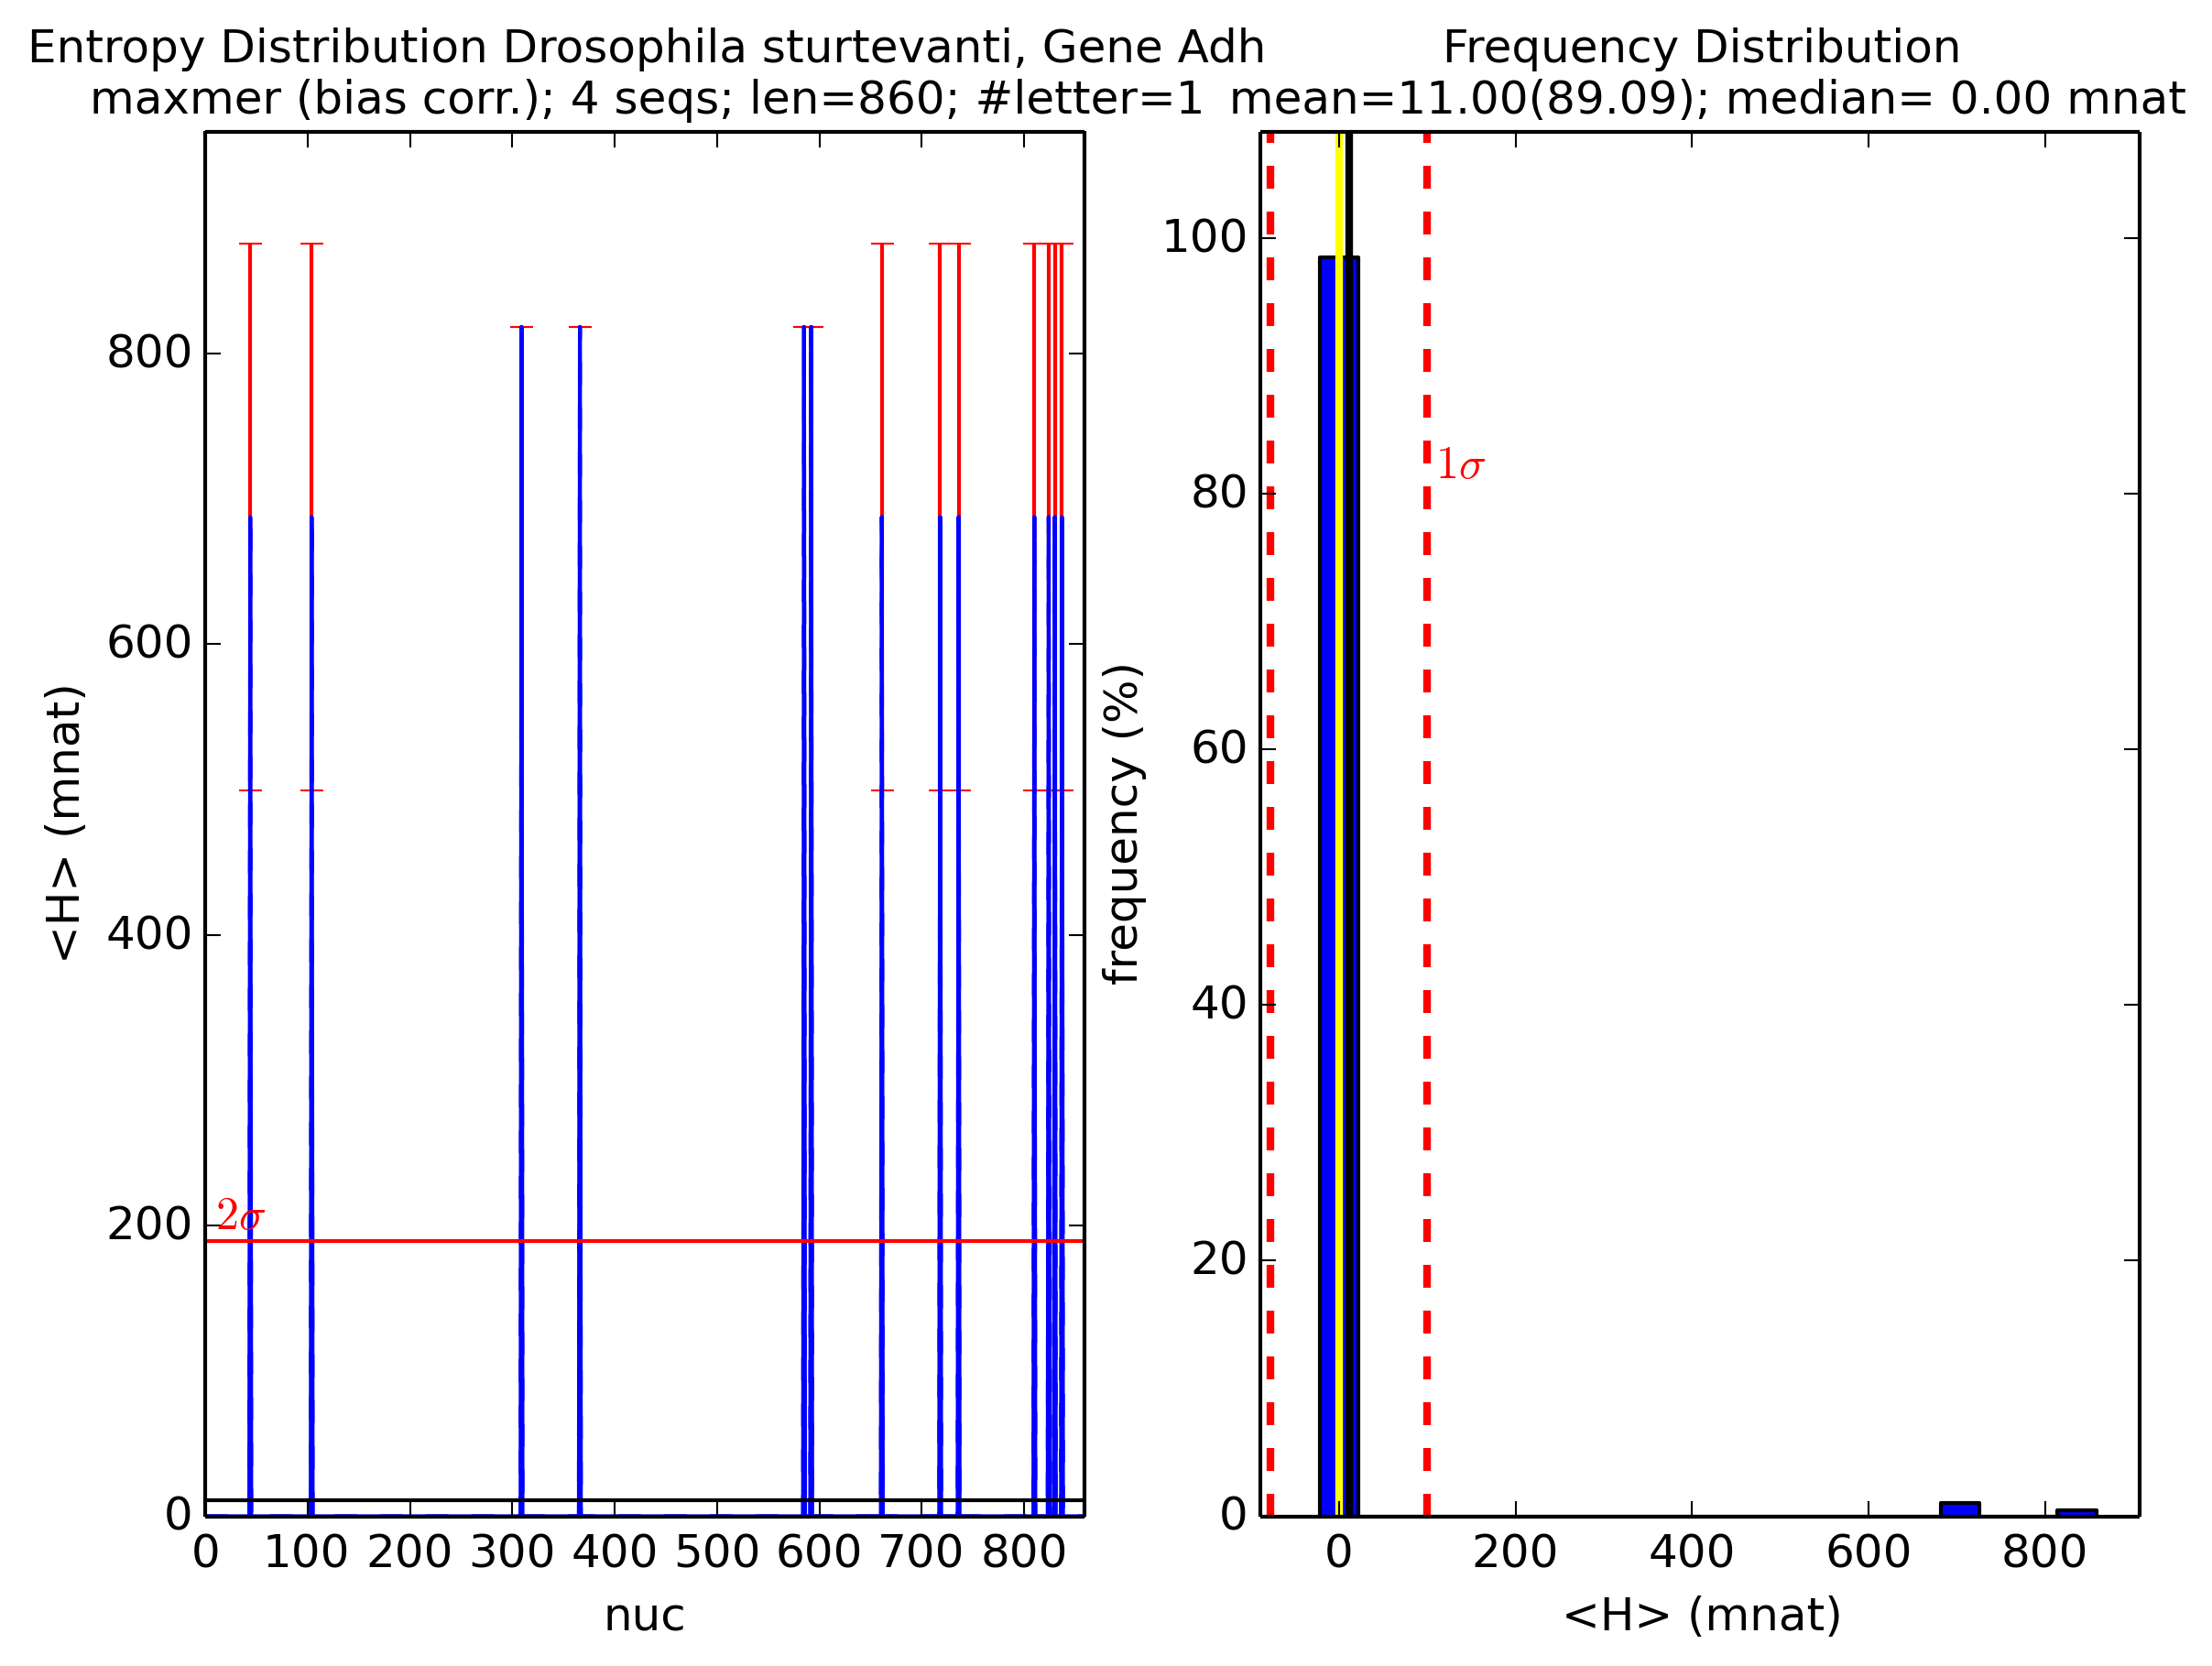 Entropy Distribution Drosophila sturtevanti, Gene Adh
maxmer (bias corr.); 4 seqs; len=860; #letter=1
<H> (mnat)
800
600
400
200
0
2σ
0 100 200 300 400 500 600 700 800
nuc
Frequency Distribution
mean=11.00(89.09); median= 0.00 mnat
frequency (%)
100
80
60
40
20
0
1σ
0 200 400 600 800
<H> (mnat)